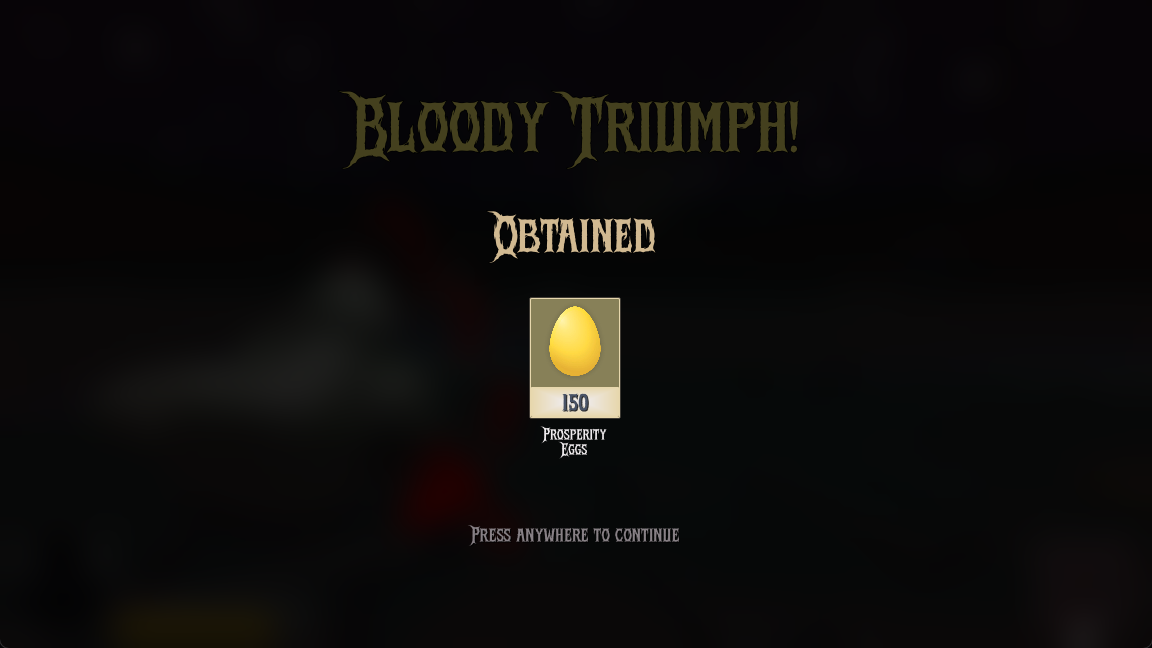 Bloody Triumph!
Obtained
150
Prosperity
Eggs
Press anywhere to continue